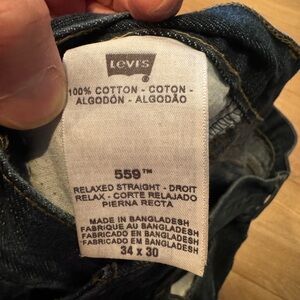 Levi's
®
100% COTTON - COTON -
ALGODÓN - ALGODÃO
559™
RELAXED STRAIGHT - DROIT
RELAX - CORTE RELAJADO
PIERNA RECTA
MADE IN BANGLADESH
FABRIQUE AU BANGLADESH
FABRICADO EN BANGLADESH
FABRICADO EM BANGLADESH
34 x 30